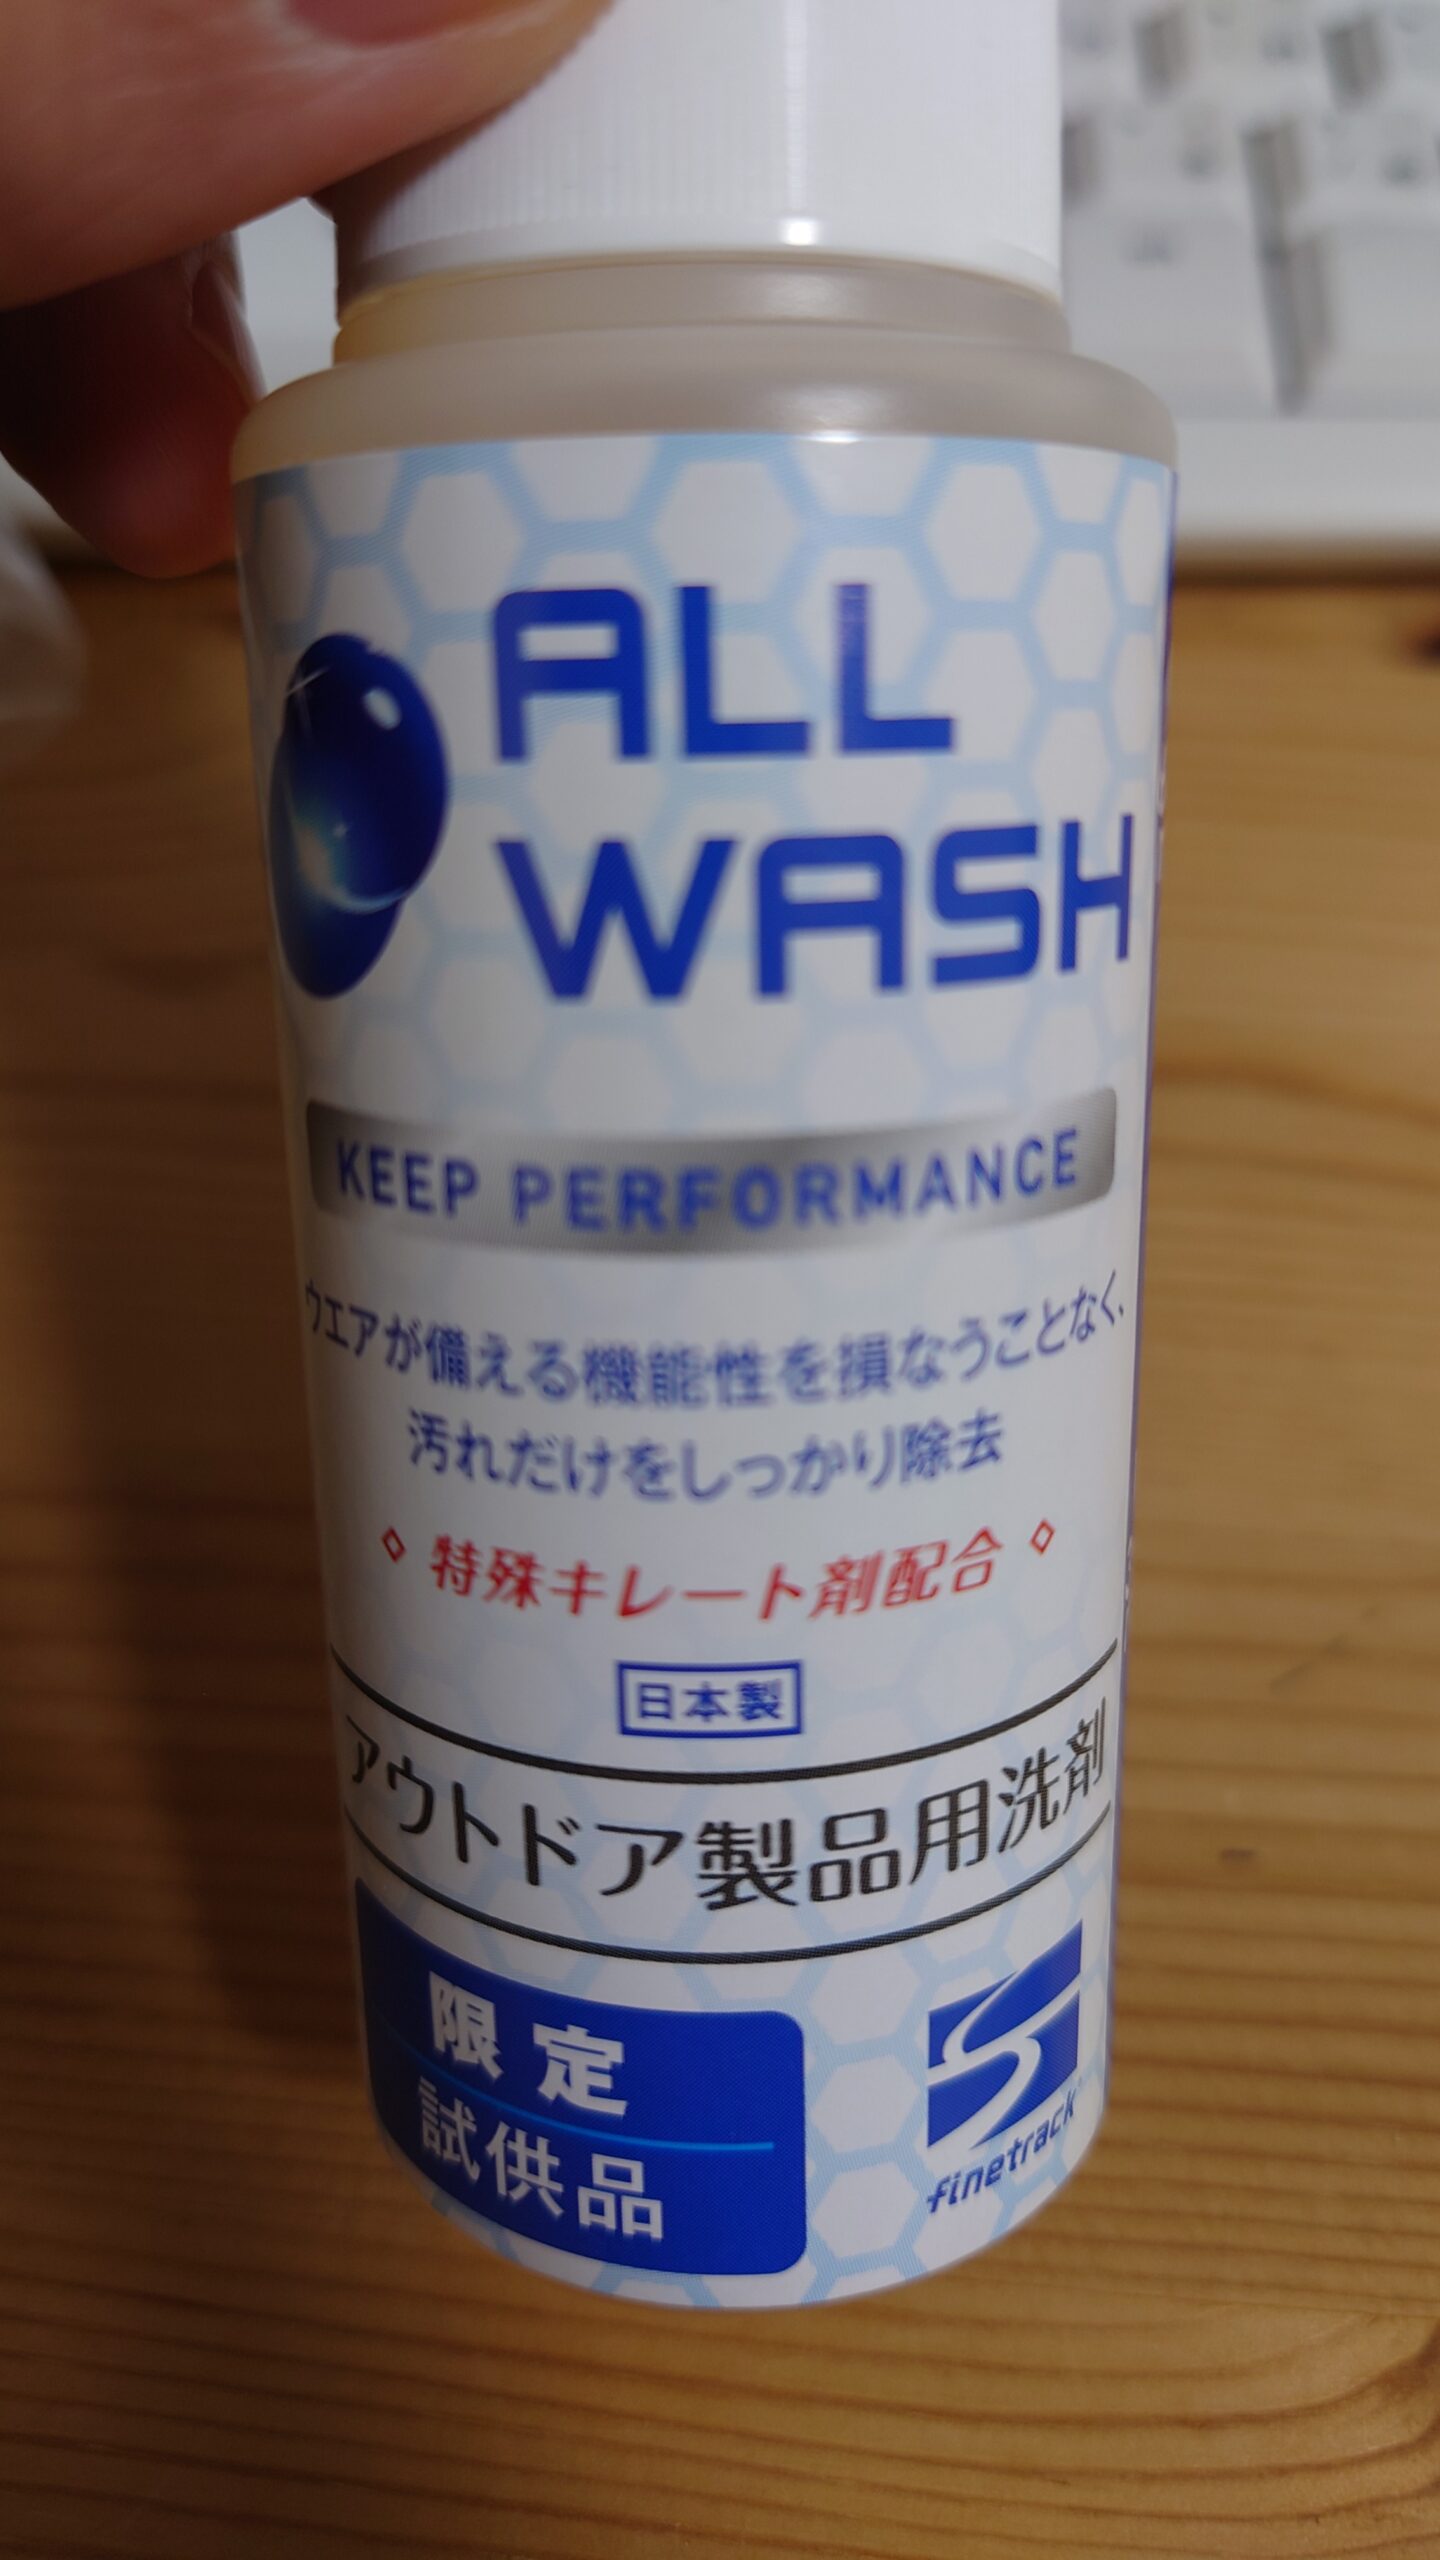 ALL
WASH
KEEP PERFORMANCE
ウエアが備える機能性を損なうことなく、
汚れだけをしっかり除去
特殊キレート剤配合
日本製
アウトドア製品用洗剤
限定
試供品
finetrack